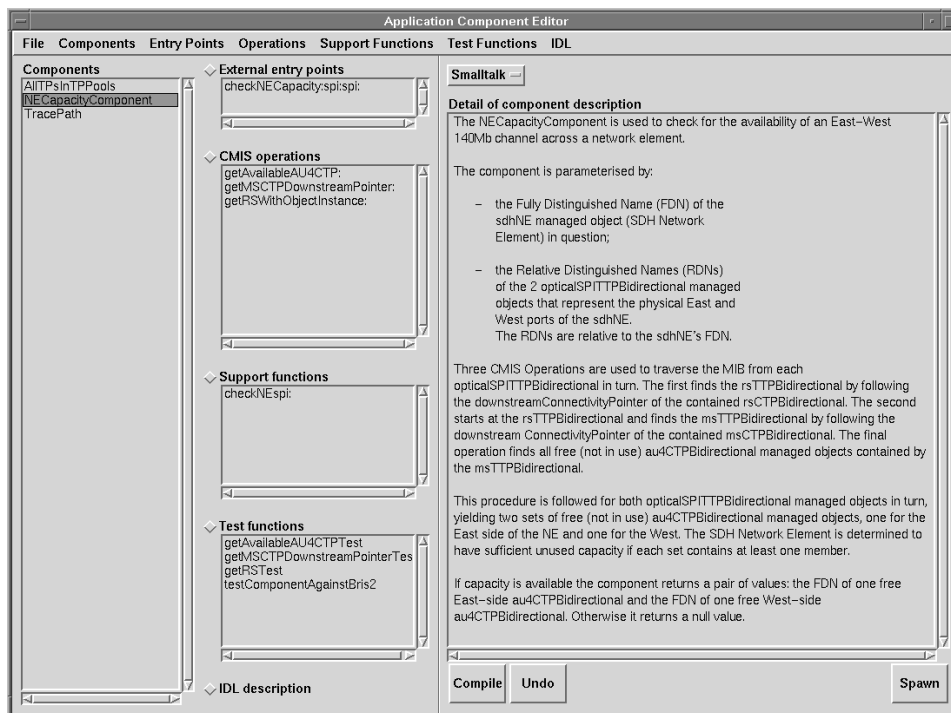 Application Component Editor
File Components Entry Points Operations Support Functions Test Functions IDL
Components
AllTPsInTPPools
NECapacityComponent
TracePath
External entry points
checkNECapacity:spi:spi:
CMIS operations
getAvailableAU4CTP:
getMSCTPDownstreamPointer:
getRSWithObjectInstance:
Support functions
checkNEspi:
Test functions
getAvailableAU4CTPTest
getMSCTPDownstreamPointerTes
getRSTest
testComponentAgainstBris2
IDL description
Smalltalk
Detail of component description
The NECapacityComponent is used to check for the availability of an East-West
140Mb channel across a network element.
The component is parameterised by:
- the Fully Distinguished Name (FDN) of the
sdhNE managed object (SDH Network
Element) in question;
- the Relative Distinguished Names (RDNs)
of the 2 opticalSPITTPBidirectional managed
objects that represent the physical East and
West ports of the sdhNE.
The RDNs are relative to the sdhNE's FDN.
Three CMIS Operations are used to traverse the MIB from each
opticalSPITTPBidirectional in turn. The first finds the rsTTPBidirectional by following
the downstreamConnectivityPointer of the contained rsCTPBidirectional. The second
starts at the rsTTPBidirectional and finds the msTTPBidirectional by following the
downstream ConnectivityPointer of the contained msCTPBidirectional. The final
operation finds all free (not in use) au4CTPBidirectional managed objects contained by
the msTTPBidirectional.
This procedure is followed for both opticalSPITTPBidirectional managed objects in turn,
yielding two sets of free (not in use) au4CTPBidirectional managed objects, one for the
East side of the NE and one for the West. The SDH Network Element is determined to
have sufficient unused capacity if each set contains at least one member.
If capacity is available the component returns a pair of values: the FDN of one free
East-side au4CTPBidirectional and the FDN of one free West-side
au4CTPBidirectional. Otherwise it returns a null value.
Compile Undo Spawn